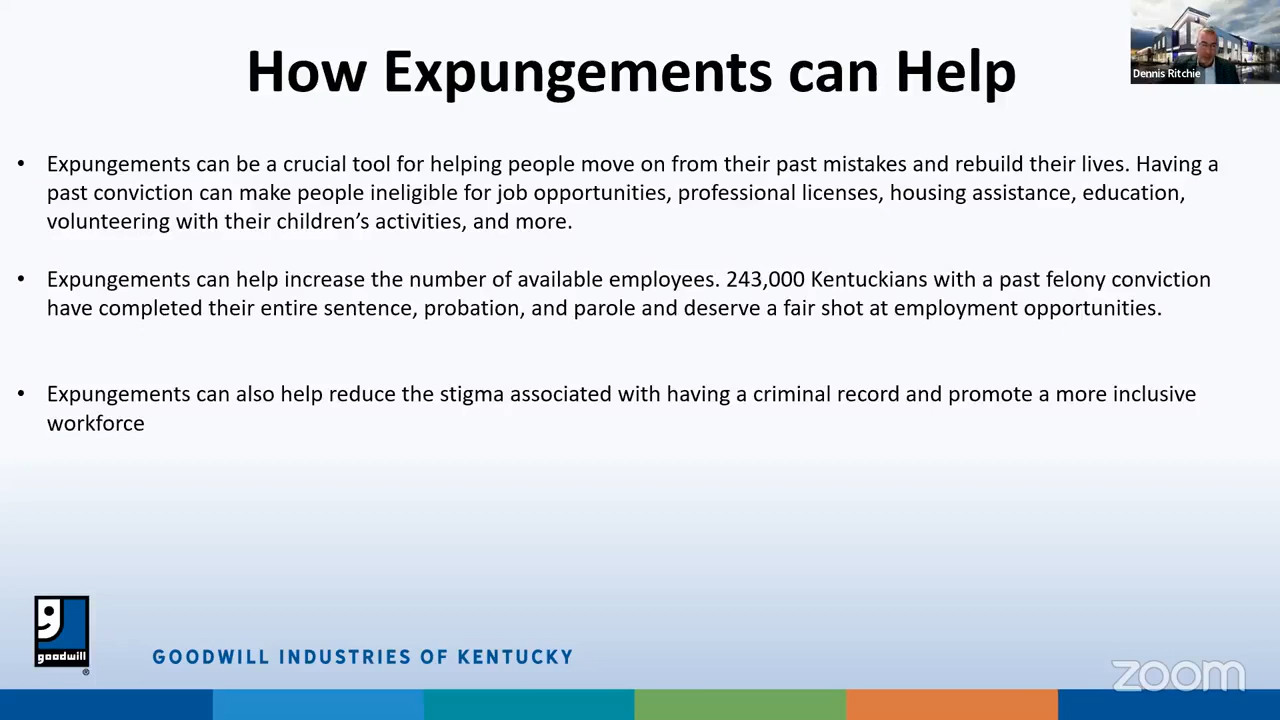 How Expungements can Help
Dennis Ritchie
• Expungements can be a crucial tool for helping people move on from their past mistakes and rebuild their lives. Having a
past conviction can make people ineligible for job opportunities, professional licenses, housing assistance, education,
volunteering with their children’s activities, and more.
• Expungements can help increase the number of available employees. 243,000 Kentuckians with a past felony conviction
have completed their entire sentence, probation, and parole and deserve a fair shot at employment opportunities.
• Expungements can also help reduce the stigma associated with having a criminal record and promote a more inclusive
workforce
goodwill
®
GOODWILL INDUSTRIES OF KENTUCKY
zoom